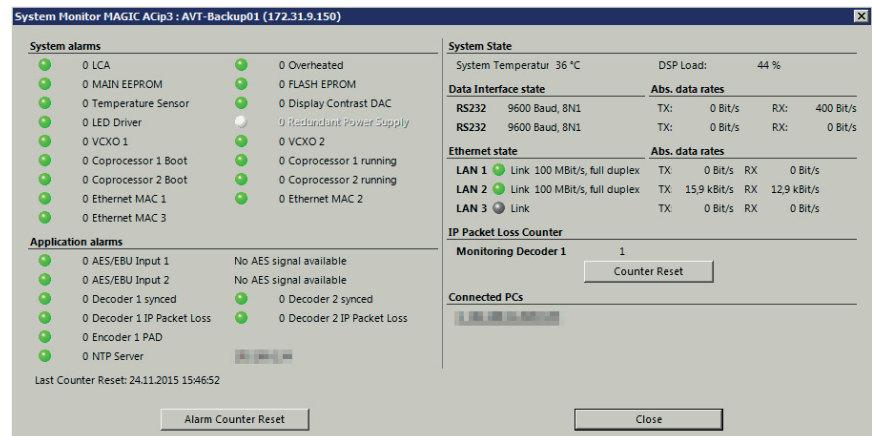 System Monitor MAGIC ACip3 : AVT-Backup01 (172.31.9.150)
System alarms
0 LCA 0 Overheated
0 MAIN EEPROM 0 FLASH EPROM
0 Temperature Sensor 0 Display Contrast DAC
0 LED Driver 0 Redundant Power Supply
0 VCXO 1 0 VCXO 2
0 Coprocessor 1 Boot 0 Coprocessor 1 running
0 Coprocessor 2 Boot 0 Coprocessor 2 running
0 Ethernet MAC 1 0 Ethernet MAC 2
0 Ethernet MAC 3
Application alarms
0 AES/EBU Input 1 No AES signal available
0 AES/EBU Input 2 No AES signal available
0 Decoder 1 synced 0 Decoder 2 synced
0 Decoder 1 IP Packet Loss 0 Decoder 2 IP Packet Loss
0 Encoder 1 PAD
0 NTP Server
Last Counter Reset: 24.11.2015 15:46:52
Alarm Counter Reset
System State
System Temperatur 36 °C DSP Load: 44 %
Data Interface state Abs. data rates
RS232 9600 Baud, 8N1 TX: 0 Bit/s RX: 400 Bit/s
RS232 9600 Baud, 8N1 TX: 0 Bit/s RX: 0 Bit/s
Ethernet state Abs. data rates
LAN 1 Link 100 MBit/s, full duplex TX: 0 Bit/s RX 0 Bit/s
LAN 2 Link 100 MBit/s, full duplex TX: 15,9 kBit/s RX 12,9 kBit/s
LAN 3 Link TX: 0 Bit/s RX 0 Bit/s
IP Packet Loss Counter
Monitoring Decoder 1 1
Counter Reset
Connected PCs
Close